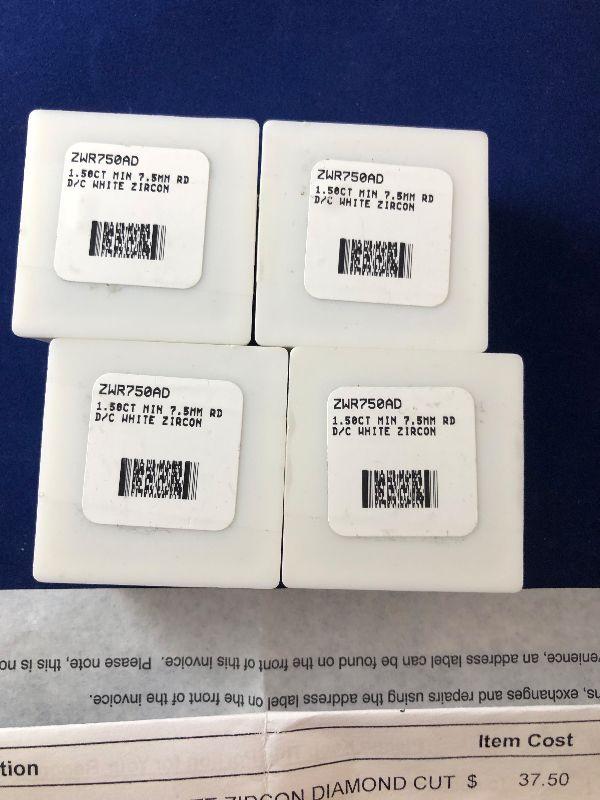 ZWR750AD
1.50CT MIN 7.5MM RD
D/C WHITE ZIRCON
ZWR750AD
1.50CT MIN 7.5MM RD
D/C WHITE ZIRCON
ZWR750AD
1.50CT MIN 7.5MM RD
D/C WHITE ZIRCON
ZWR750AD
1.50CT MIN 7.5MM RD
D/C WHITE ZIRCON
ns, exchanges and repairs using the address label on the front of the invoice.
venience, an address label can be found on the front of this invoice. Please note, this is no
Item Cost
tion
ZIRCON DIAMOND CUT $ 37.50